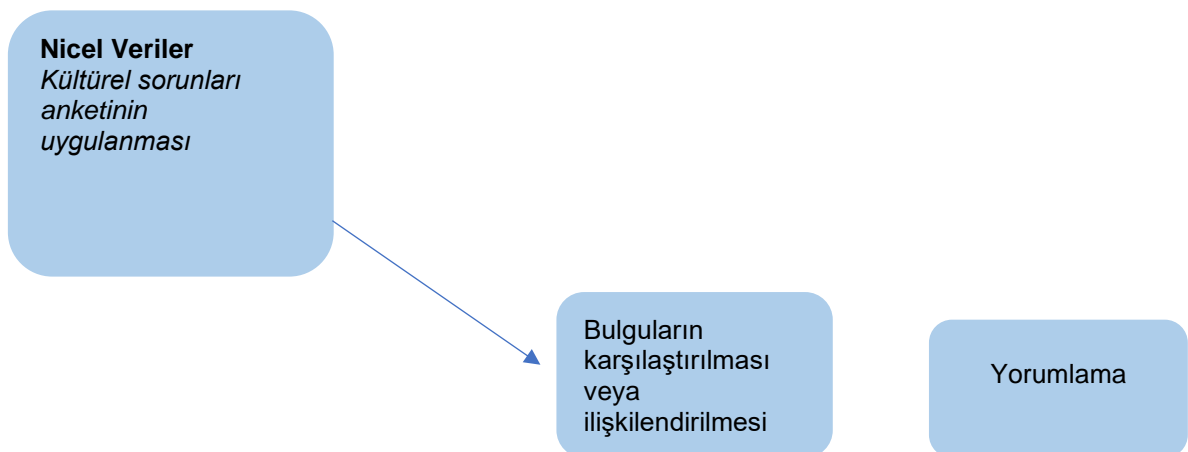 Nicel Veriler
Kültürel sorunları
anketinin
uygulanması
Bulguların
karşılaştırılması
veya
ilişkilendirilmesi
Yorumlama